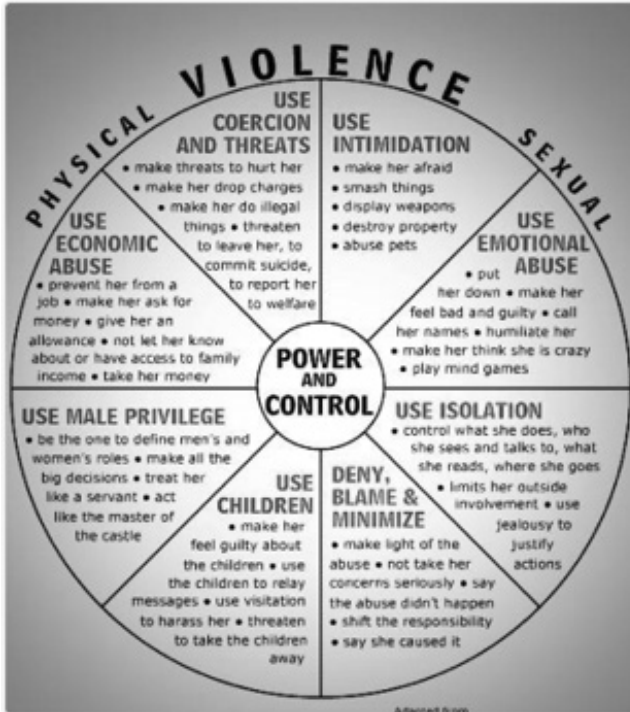 PHYSICAL VIOLENCE SEXUAL
USE
COERCION
AND THREATS
• make threats to hurt her
• make her drop charges
• make her do illegal
things • threaten
to leave her, to
commit suicide,
to report her
to welfare
USE
INTIMIDATION
• make her afraid
• smash things
• display weapons
• destroy property
• abuse pets
USE
EMOTIONAL
ABUSE
• put
her down • make her
feel bad and guilty • call
her names • humiliate her
• make her think she is crazy
• play mind games
USE ISOLATION
• control what she does, who
she sees and talks to, what
she reads, where she goes
• limits her outside
involvement • use
jealousy to
justify
actions
DENY,
BLAME &
MINIMIZE
• make light of the
abuse • not take her
concerns seriously • say
the abuse didn't happen
• shift the responsibility
• say she caused it
USE
CHILDREN
• make her
feel guilty about
the children • use
the children to relay
messages • use visitation
to harass her • threaten
to take the children
away
USE MALE PRIVILEGE
• be the one to define men's and
women's roles • make all the
big decisions • treat her
like a servant • act
like the master of
the castle
USE
ECONOMIC
ABUSE
• prevent her from a
job • make her ask for
money • give her an
allowance • not let her know
about or have access to family
income • take her money
POWER
AND
CONTROL
Adapted from